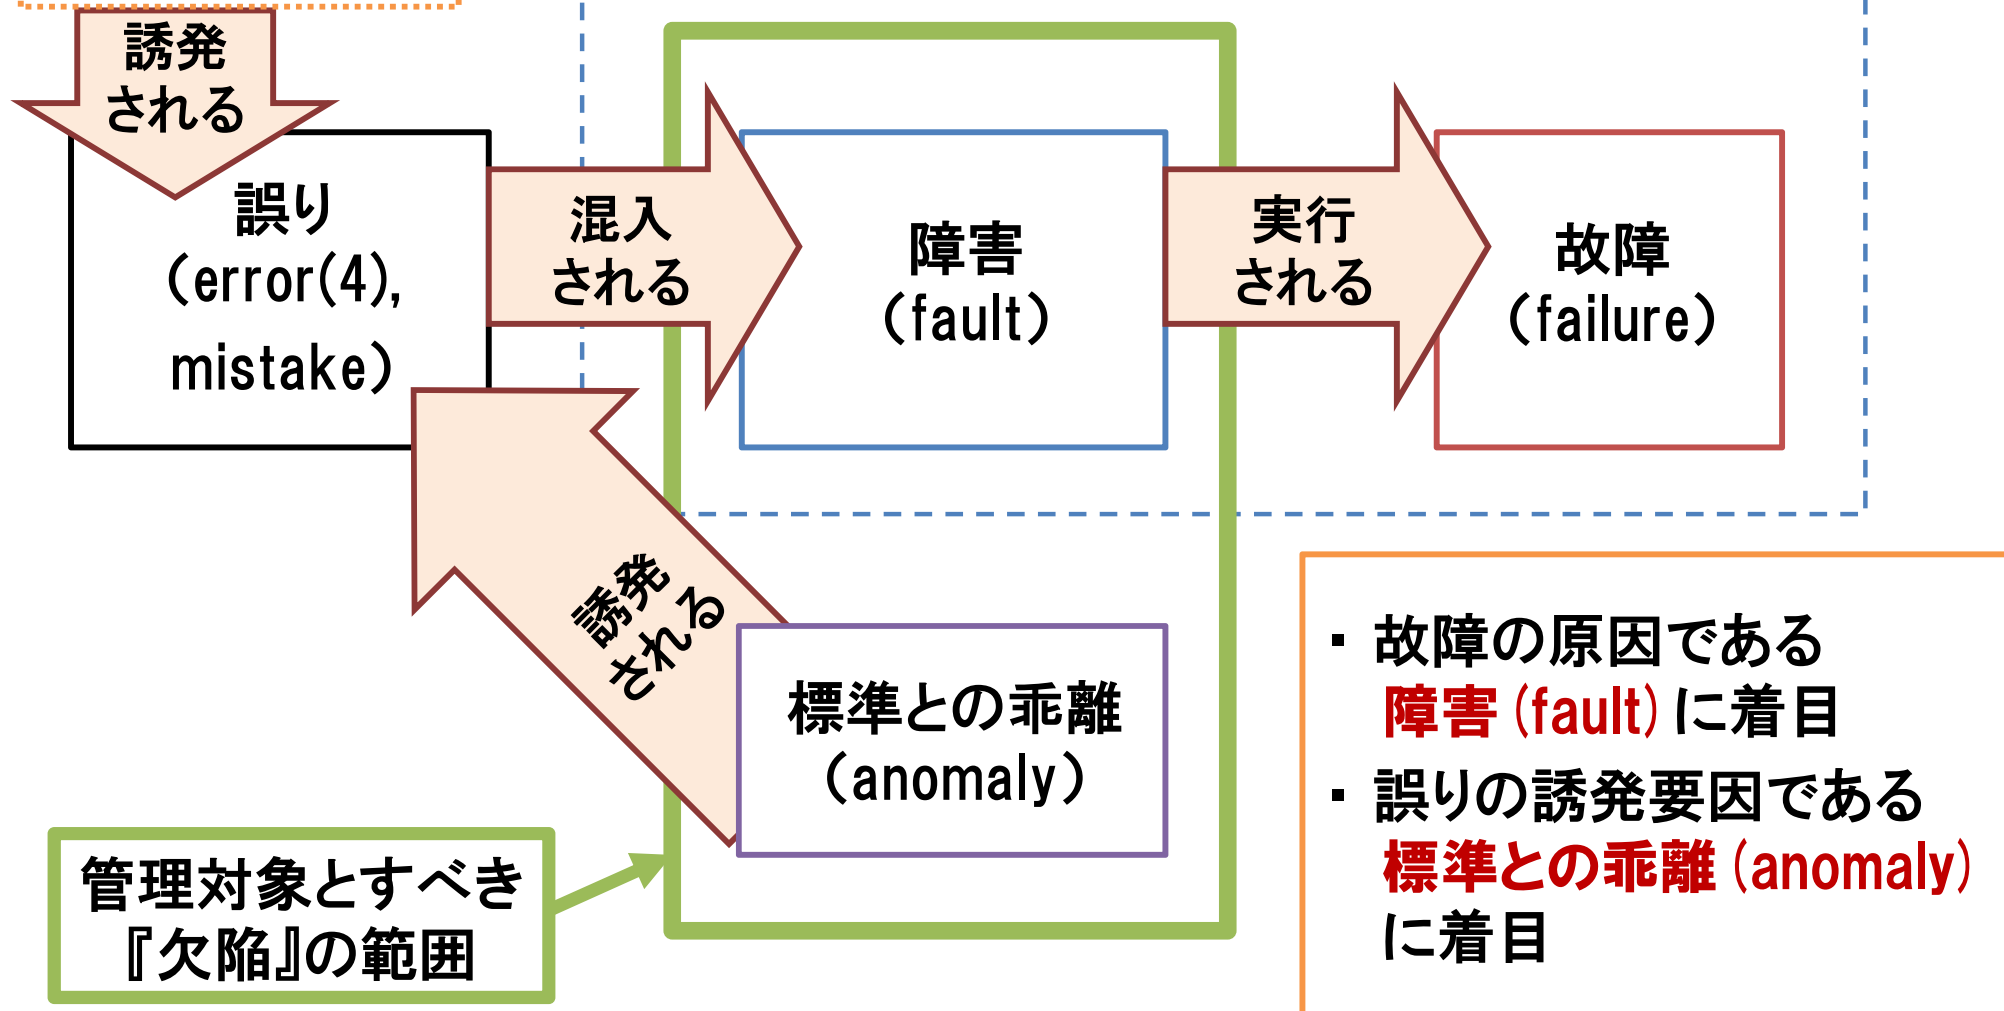 誘発
される
誤り
（error(4),
mistake）
混入
される
障害
（fault）
実行
される
故障
（failure）
誘発
される
標準との乖離
（anomaly）
管理対象とすべき
『欠陥』の範囲
・故障の原因である
障害(fault)に着目
・誤りの誘発要因である
標準との乖離(anomaly)
に着目